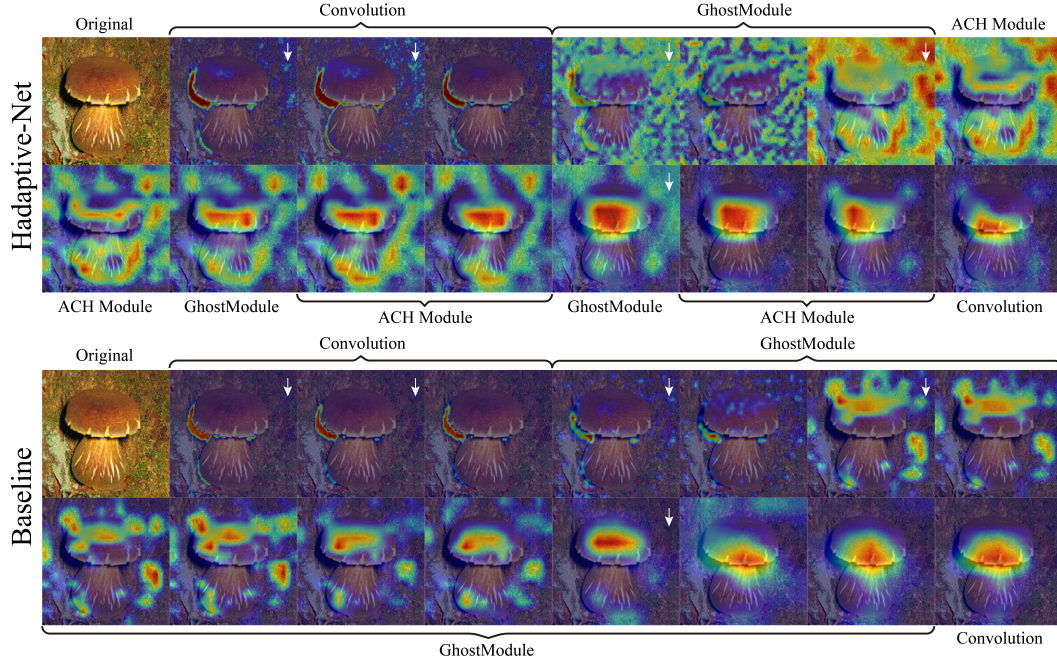 Original
Convolution
GhostModule
ACH Module
Hadaptive-Net
ACH Module
GhostModule
ACH Module
GhostModule
ACH Module
Convolution
Original
Convolution
GhostModule
Baseline
GhostModule
Convolution